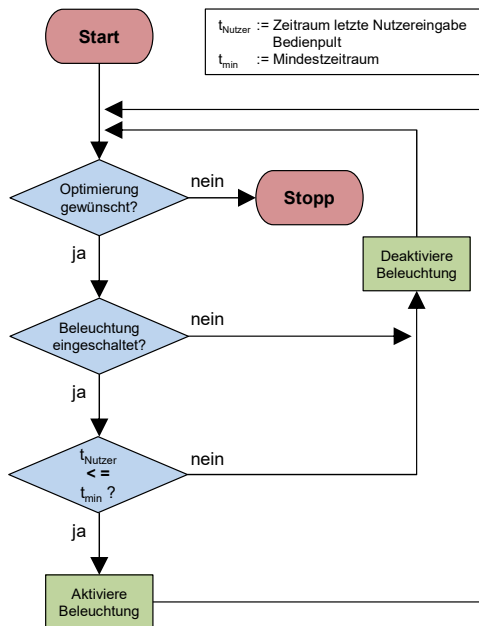 Start
t_Nutzer := Zeitraum letzte Nutzereingabe
Bedienpult
t_min := Mindestzeitraum
Optimierung
gewünscht?
nein
Stopp
ja
Deaktiviere
Beleuchtung
Beleuchtung
eingeschaltet?
nein
ja
t_Nutzer
< =
t_min ?
nein
ja
Aktiviere
Beleuchtung